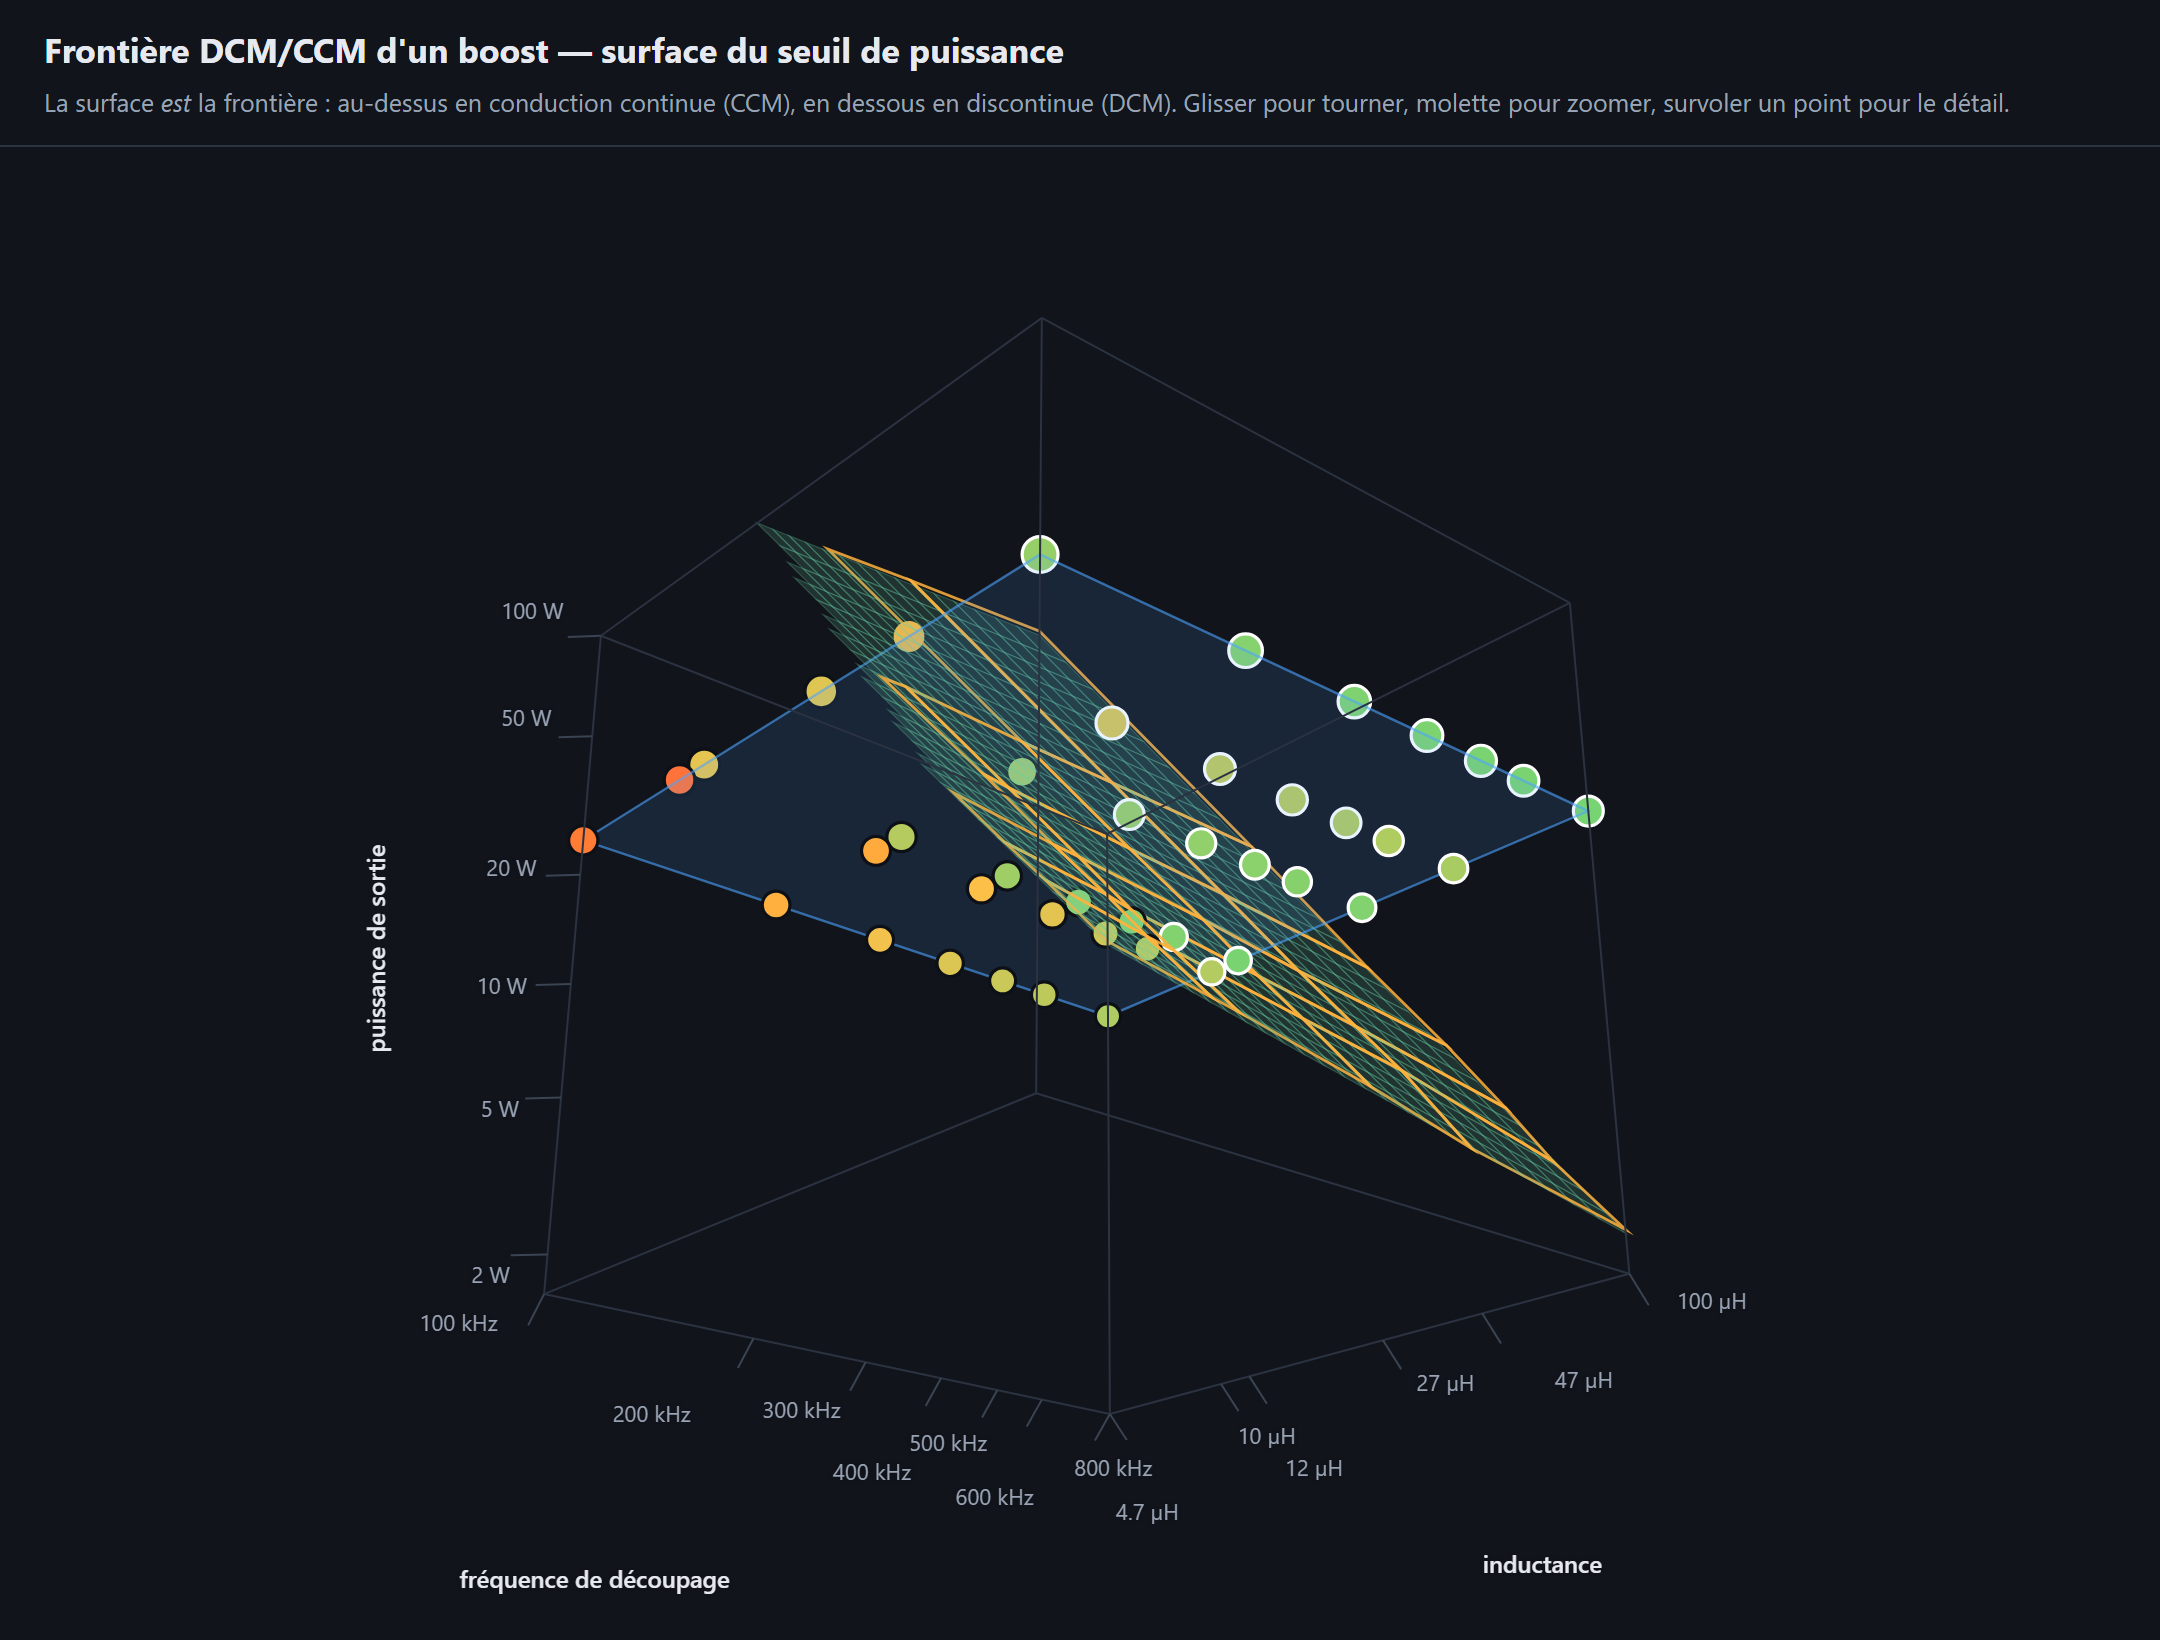 Frontière DCM/CCM d'un boost — surface du seuil de puissance
La surface est la frontière : au-dessus en conduction continue (CCM), en dessous en discontinue (DCM). Glisser pour tourner, molette pour zoomer, survoler un point pour le détail.
100 W
50 W
20 W
10 W
5 W
2 W
puissance de sortie
100 kHz
200 kHz
300 kHz
400 kHz
500 kHz
600 kHz
800 kHz
4.7 µH
10 µH
12 µH
27 µH
47 µH
100 µH
fréquence de découpage
inductance